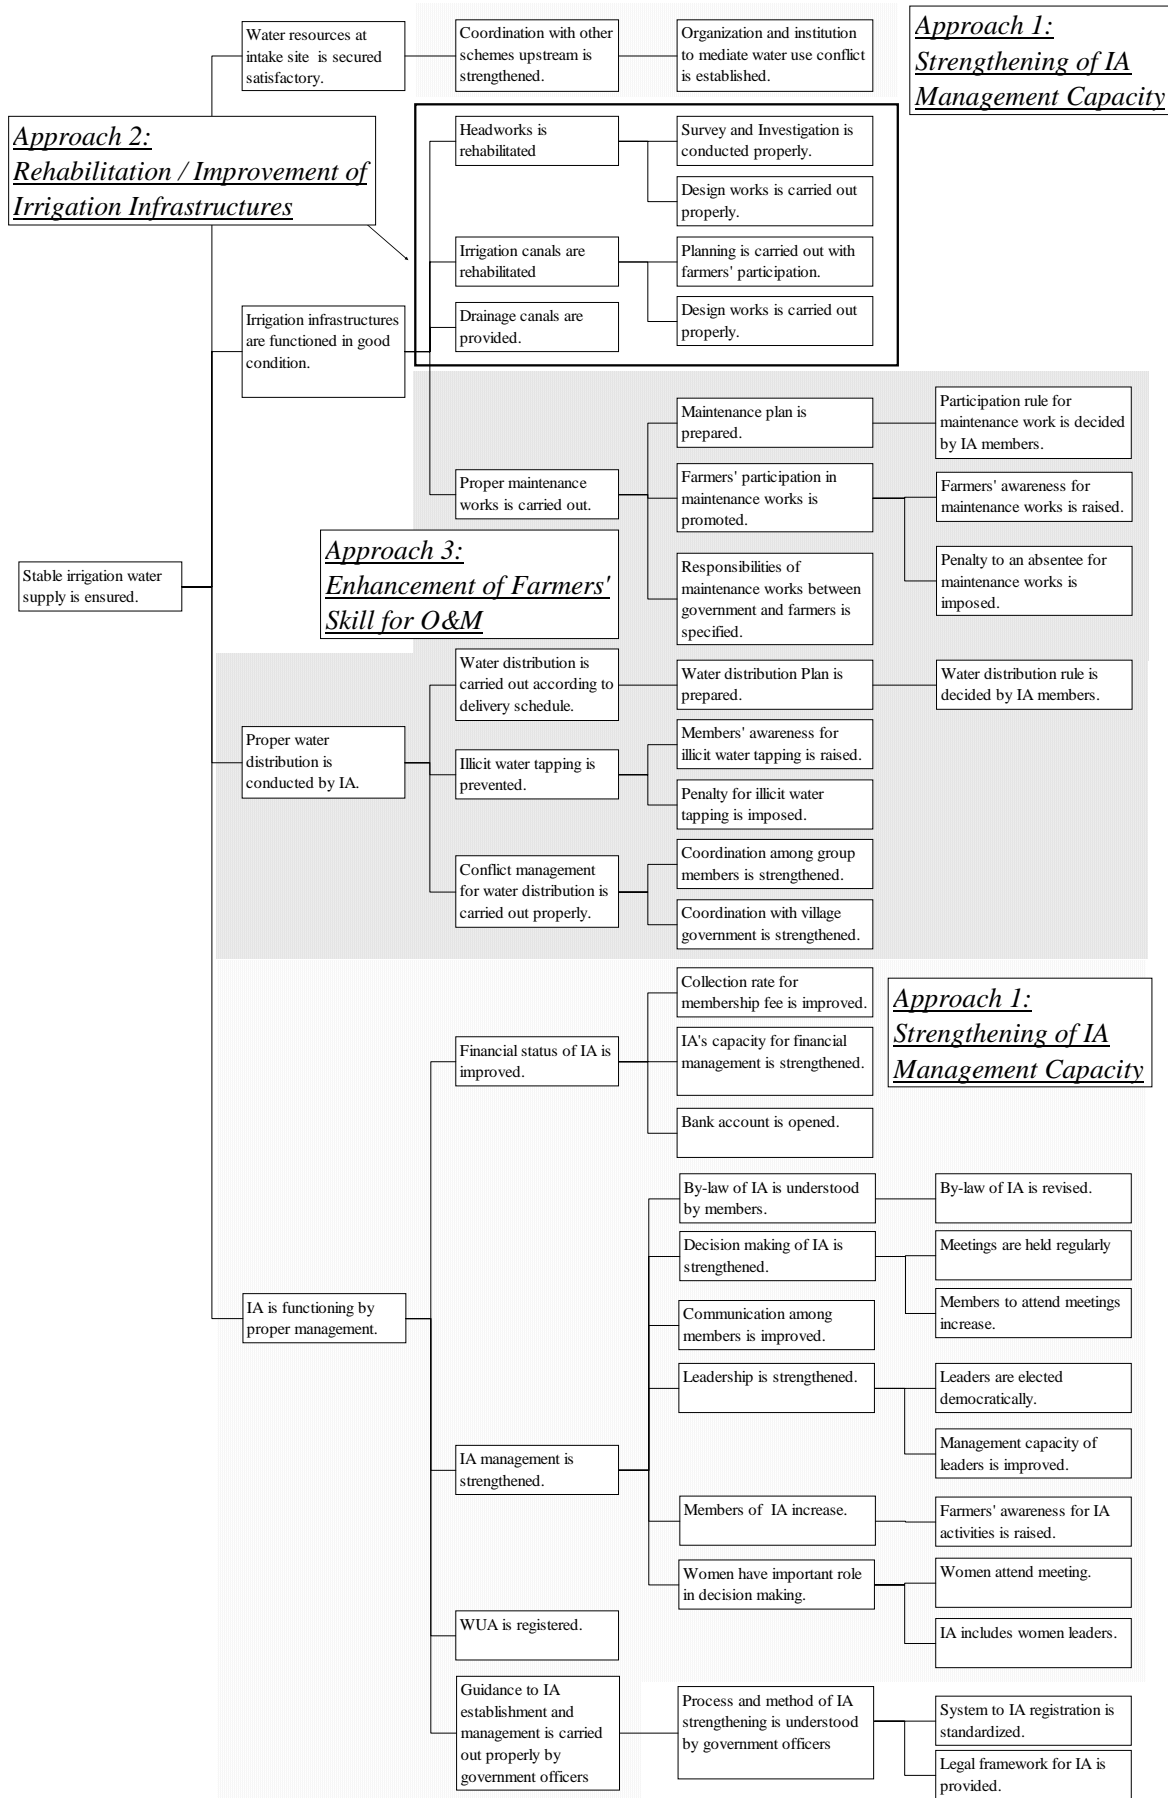 Water resources at
intake site is secured
satisfactory.
Coordination with other
schemes upstream is
strengthened.
Organization and institution
to mediate water use conflict
is established.
Approach 1:
Strengthening of IA
Management Capacity
Approach 2:
Rehabilitation / Improvement of
Irrigation Infrastructures
Headworks is
rehabilitated
Survey and Investigation is
conducted properly.
Design works is carried out
properly.
Irrigation canals are
rehabilitated
Planning is carried out with
farmers' participation.
Design works is carried out
properly.
Drainage canals are
provided.
Irrigation infrastructures
are functioned in good
condition.
Maintenance plan is
prepared.
Participation rule for
maintenance work is decided
by IA members.
Proper maintenance
works is carried out.
Farmers' participation in
maintenance works is
promoted.
Farmers' awareness for
maintenance works is raised.
Penalty to an absentee for
maintenance works is
imposed.
Responsibilities of
maintenance works between
government and farmers is
specified.
Approach 3:
Enhancement of Farmers'
Skill for O&M
Stable irrigation water
supply is ensured.
Water distribution is
carried out according to
delivery schedule.
Water distribution Plan is
prepared.
Water distribution rule is
decided by IA members.
Proper water
distribution is
conducted by IA.
Illicit water tapping is
prevented.
Members' awareness for
illicit water tapping is raised.
Penalty for illicit water
tapping is imposed.
Conflict management
for water distribution is
carried out properly.
Coordination among group
members is strengthened.
Coordination with village
government is strengthened.
Collection rate for
membership fee is improved.
Approach 1:
Strengthening of IA
Management Capacity
Financial status of IA is
improved.
IA's capacity for financial
management is strengthened.
Bank account is opened.
By-law of IA is understood
by members.
By-law of IA is revised.
Decision making of IA is
strengthened.
Meetings are held regularly
Members to attend meetings
increase.
IA is functioning by
proper management.
Communication among
members is improved.
Leadership is strengthened.
Leaders are elected
democratically.
Management capacity of
leaders is improved.
IA management is
strengthened.
Members of IA increase.
Farmers' awareness for IA
activities is raised.
Women have important role
in decision making.
Women attend meeting.
IA includes women leaders.
WUA is registered.
Guidance to IA
establishment and
management is carried
out properly by
government officers
Process and method of IA
strengthening is understood
by government officers
System to IA registration is
standardized.
Legal framework for IA is
provided.